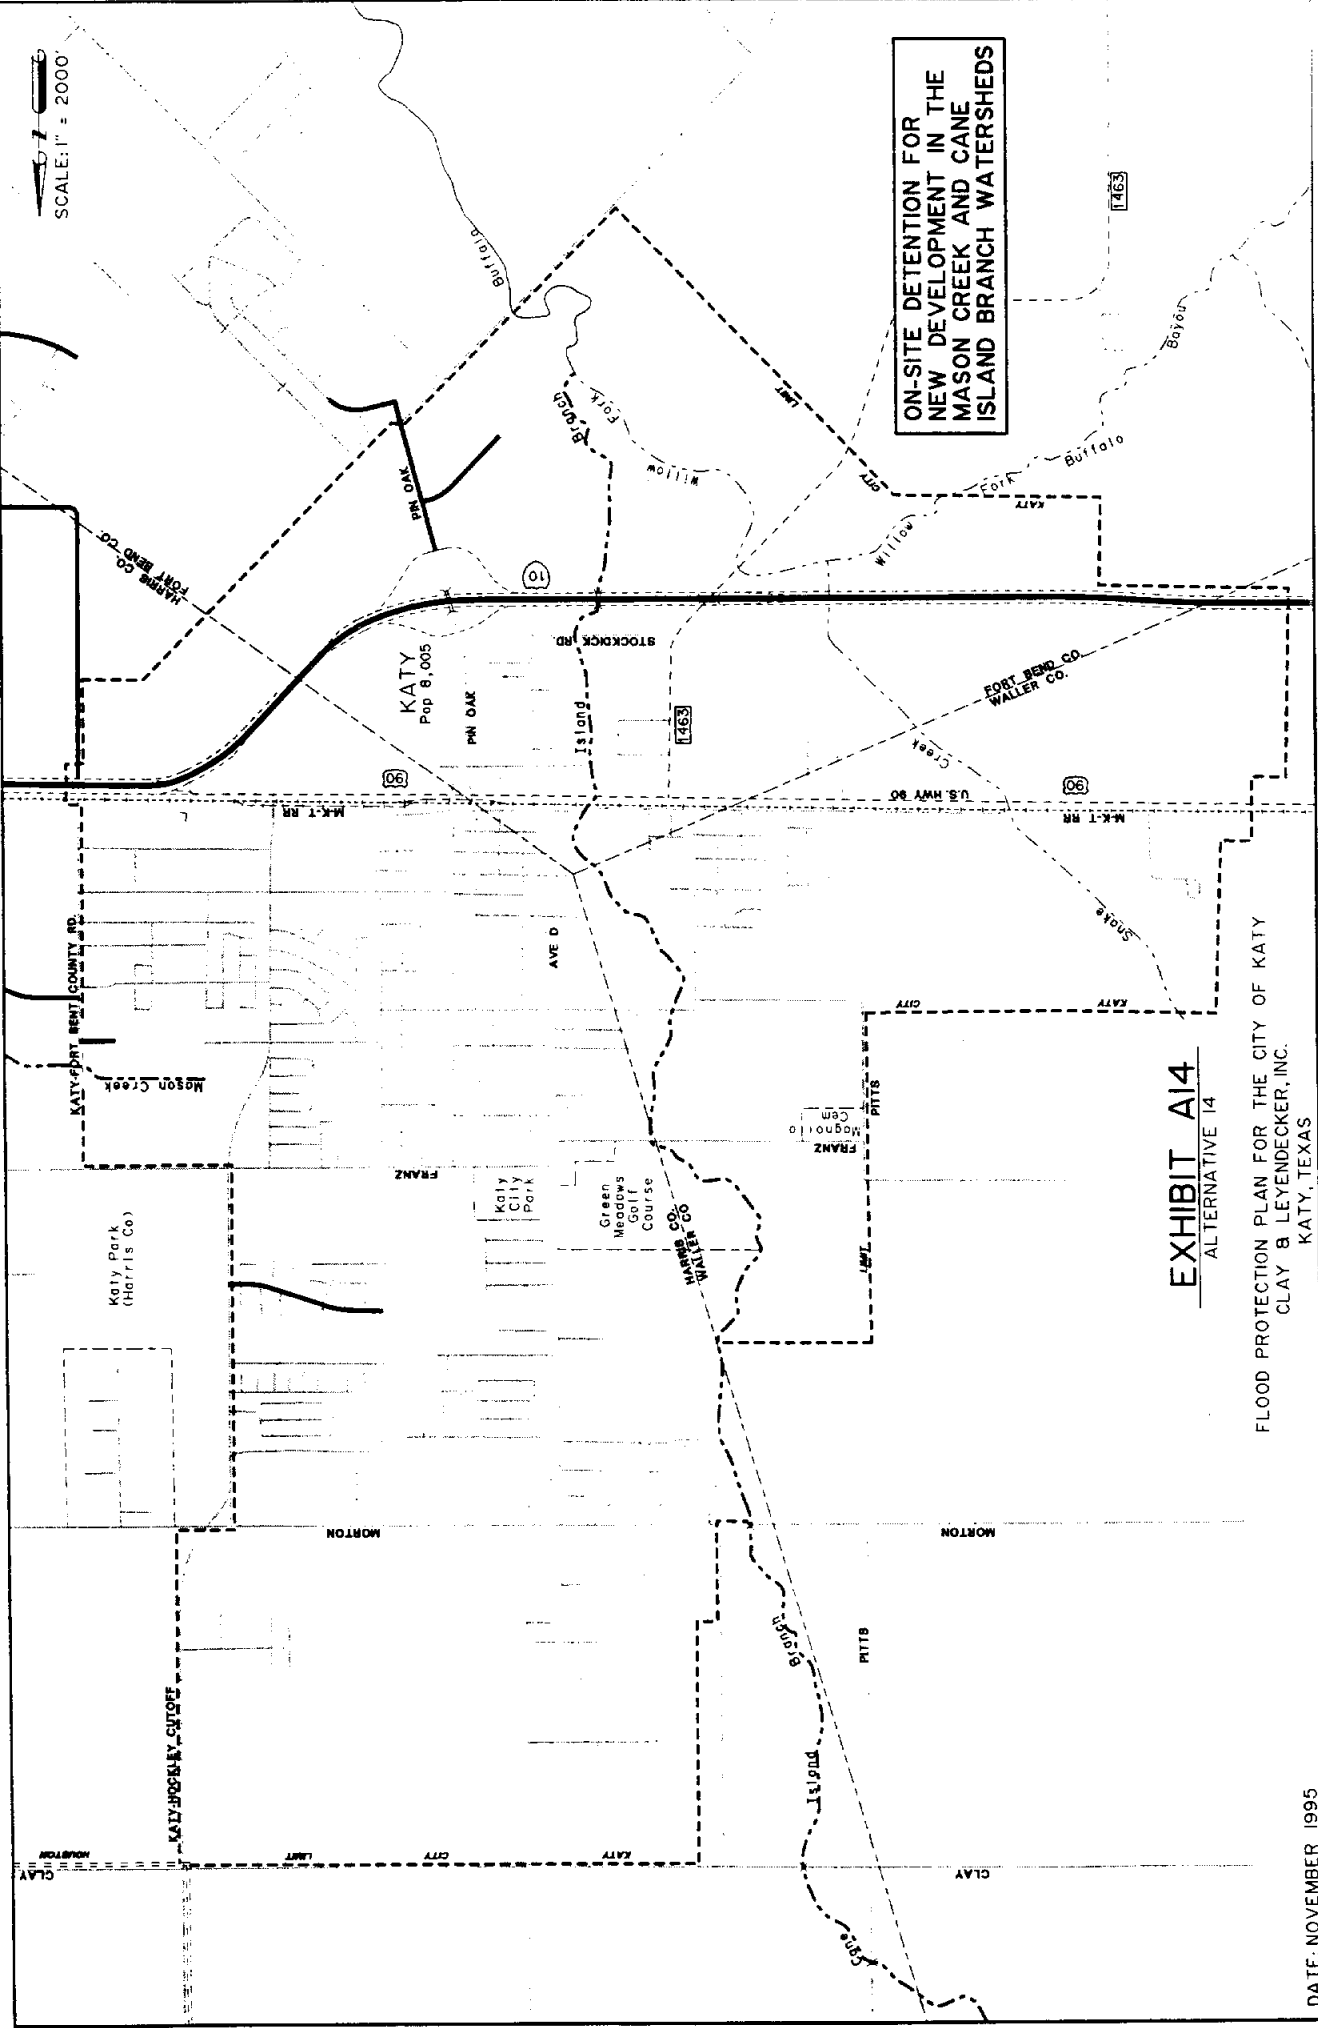 SCALE: 1" = 2000'
ON-SITE DETENTION FOR
NEW DEVELOPMENT IN THE
MASON CREEK AND CANE
ISLAND BRANCH WATERSHEDS
Buffalo
1463
Bayou
Branch
Fork
Willow
LIMIT
CITY
KATY
Willow
Fork
Buffalo
PIN OAK
HARRIS CO.
FORT BEND CO.
10
STOCKDICK RD.
KATY
Pop 8,005
PIN OAK
Island
1463
FORT BEND CO.
WALLER CO.
Creek
90
U.S. HWY 90
90
M-K-T RR
M-K-T RR
KATY-FORT BENT COUNTY RD.
AVE D
Snake
CITY
KATY
Mason Creek
Magnolia
Cem
PITTS
FRANZ
FRANZ
Katy Park
(Harris Co)
Katy
City
Park
Green
Meadows
Golf
Course
HARRIS CO.
WALLER CO
LIMIT
MORTON
MORTON
Branch
PITTS
KATY-HOCKLEY CUTOFF
Island
HOUSTON
LIMIT
CITY
KATY
CLAY
CLAY
Cane
EXHIBIT A14
ALTERNATIVE 14
FLOOD PROTECTION PLAN FOR THE CITY OF KATY
CLAY & LEYENDECKER, INC.
KATY, TEXAS
DATE: NOVEMBER 1995